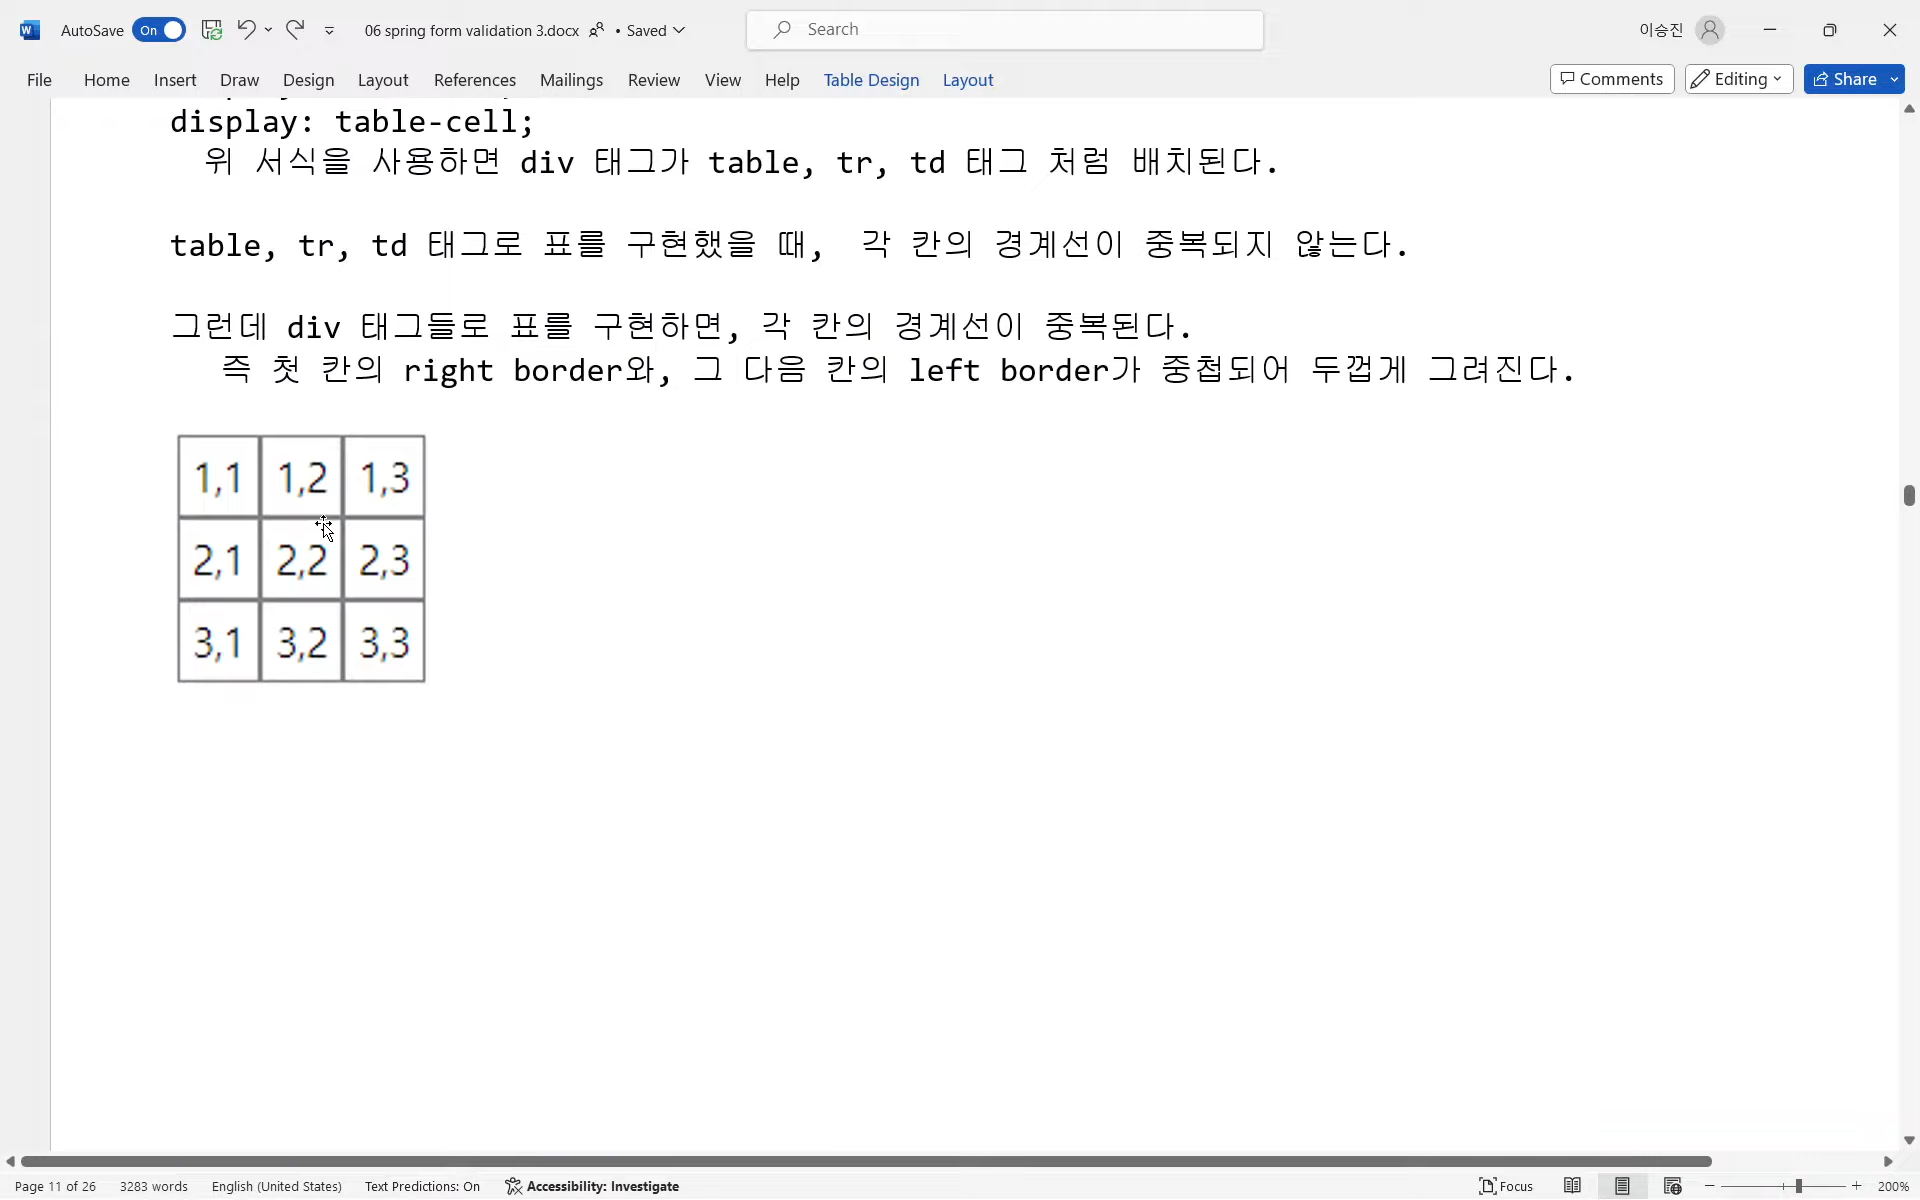 AutoSave On 06 spring form validation 3.docx • Saved Search 이승진
File Home Insert Draw Design Layout References Mailings Review View Help Table Design Layout Comments Editing Share
display: table-cell;
위 서식을 사용하면 div 태그가 table, tr, td 태그 처럼 배치된다.
table, tr, td 태그로 표를 구현했을 때, 각 칸의 경계선이 중복되지 않는다.
그런데 div 태그들로 표를 구현하면, 각 칸의 경계선이 중복된다.
즉 첫 칸의 right border와, 그 다음 칸의 left border가 중첩되어 두껍게 그려진다.
1,1 1,2 1,3
2,1 2,2 2,3
3,1 3,2 3,3
Page 11 of 26 3283 words English (United States) Text Predictions: On Accessibility: Investigate Focus 200%